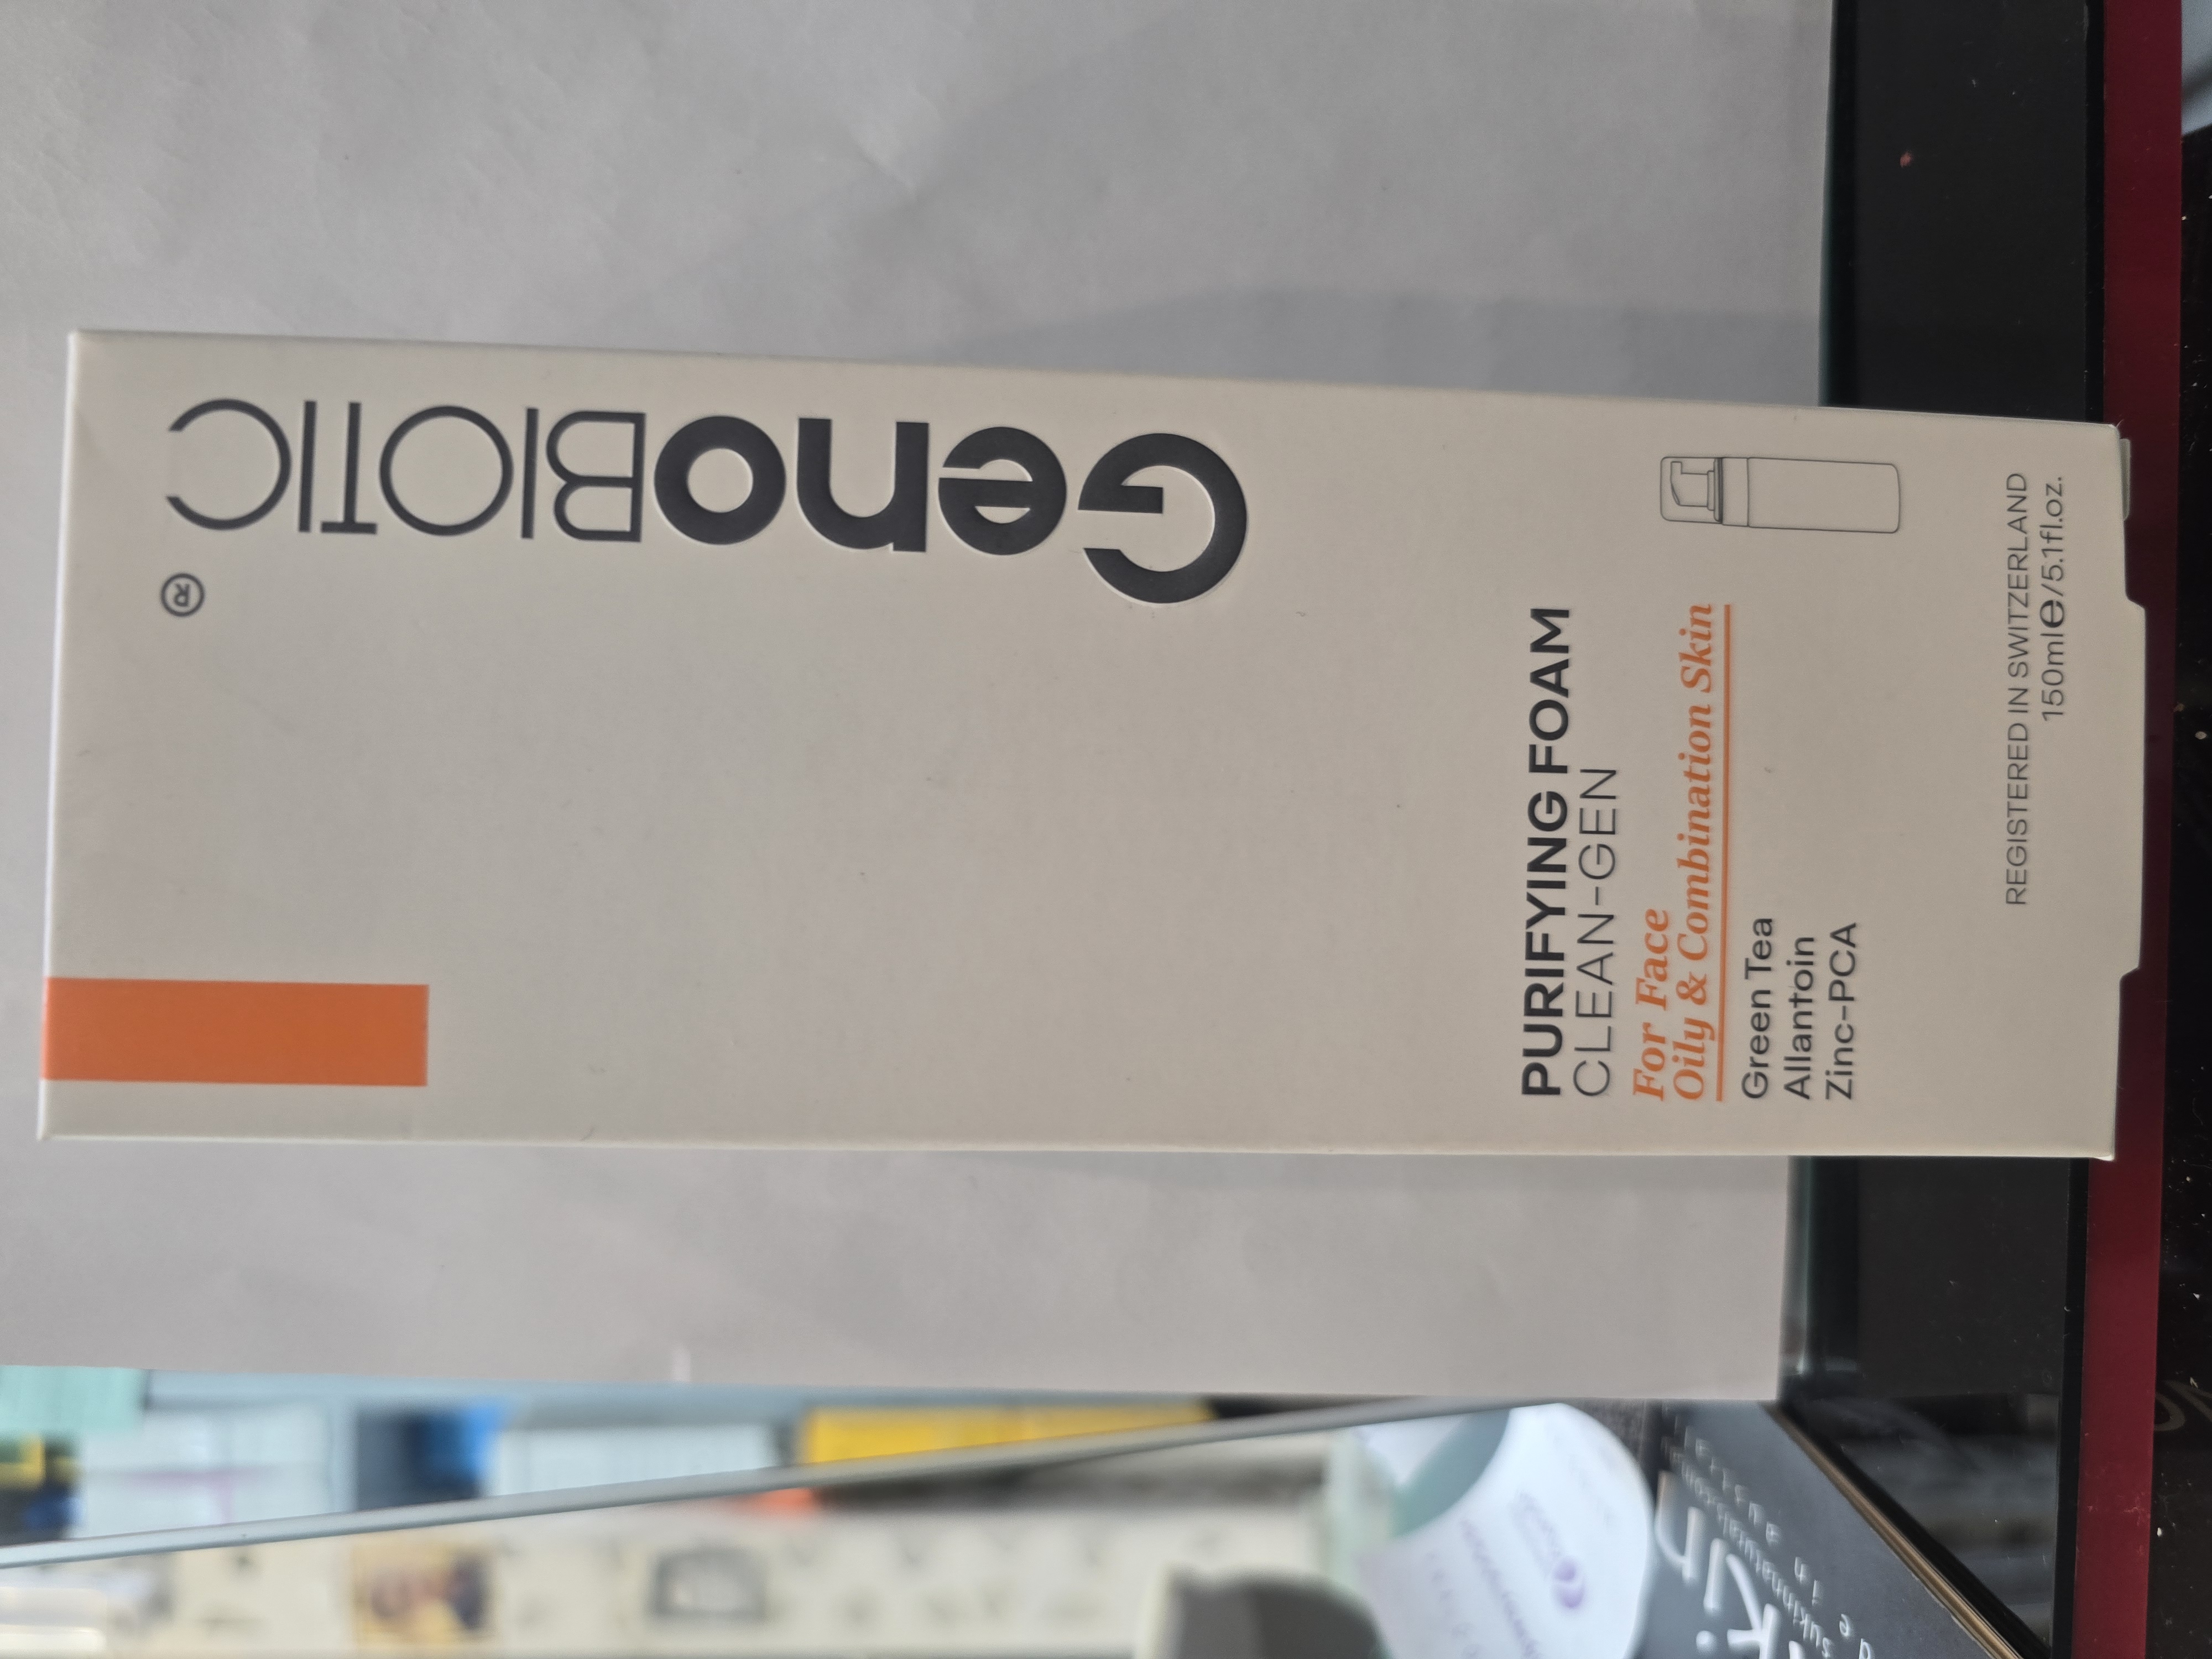 GenoBIOTIC®
PURIFYING FOAM
CLEAN-GEN
For Face
Oily & Combination Skin
Green Tea
Allantoin
Zinc-PCA
REGISTERED IN SWITZERLAND
150ml℮/5.1fl.oz.